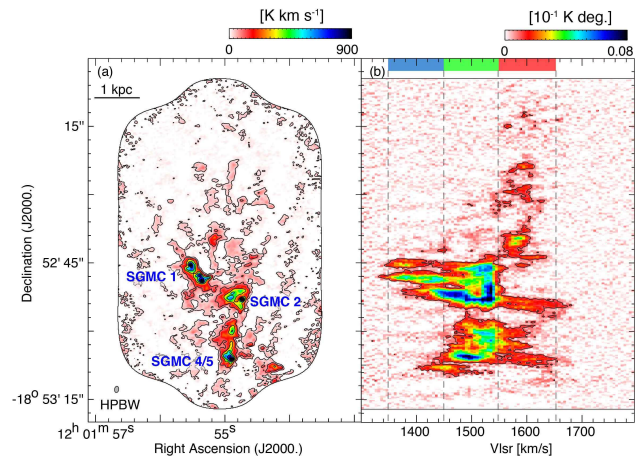 [K km s⁻¹]
0 900
[10⁻¹ K deg.]
0 0.08
(a)
1 kpc
(b)
15"
52'45"
SGMC 1
SGMC 2
SGMC 4/5
HPBW
-18° 53'15"
12ʰ 01ᵐ 57ˢ 55ˢ
1400 1500 1600 1700
Right Ascension (J2000.)
Vlsr [km/s]
Declination (J2000.)